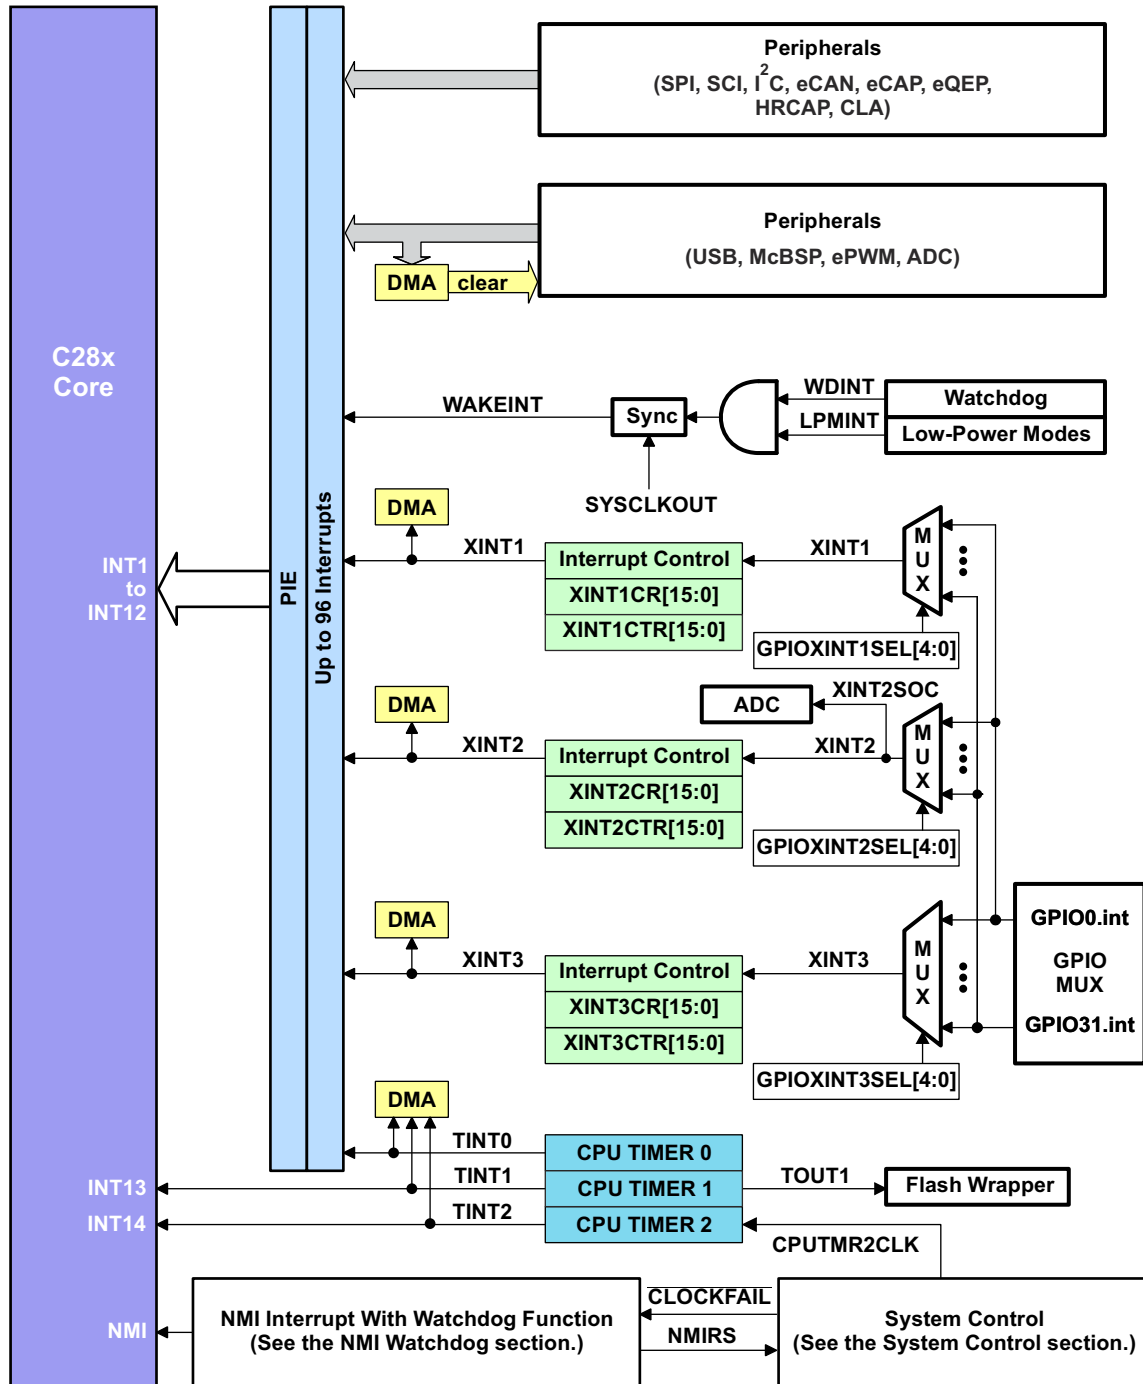 Peripherals
(SPI, SCI, I2C, eCAN, eCAP, eQEP,
HRCAP, CLA)
Peripherals
(USB, McBSP, ePWM, ADC)
DMA
clear
C28x
Core
WAKEINT
Sync
SYSCLKOUT
WDINT
LPMINT
Watchdog
Low-Power Modes
INT1
to
INT12
PIE
Up to 96 Interrupts
DMA
XINT1
Interrupt Control
XINT1CR[15:0]
XINT1CTR[15:0]
XINT1
MUX
GPIOXINT1SEL[4:0]
DMA
XINT2
Interrupt Control
XINT2CR[15:0]
XINT2CTR[15:0]
ADC
XINT2SOC
XINT2
MUX
GPIOXINT2SEL[4:0]
DMA
XINT3
Interrupt Control
XINT3CR[15:0]
XINT3CTR[15:0]
XINT3
MUX
GPIOXINT3SEL[4:0]
GPIO0.int
GPIO
MUX
GPIO31.int
DMA
TINT0
CPU TIMER 0
INT13
TINT1
CPU TIMER 1
TOUT1
Flash Wrapper
INT14
TINT2
CPU TIMER 2
CPUTMR2CLK
NMI
NMI Interrupt With Watchdog Function
(See the NMI Watchdog section.)
CLOCKFAIL
NMIRS
System Control
(See the System Control section.)